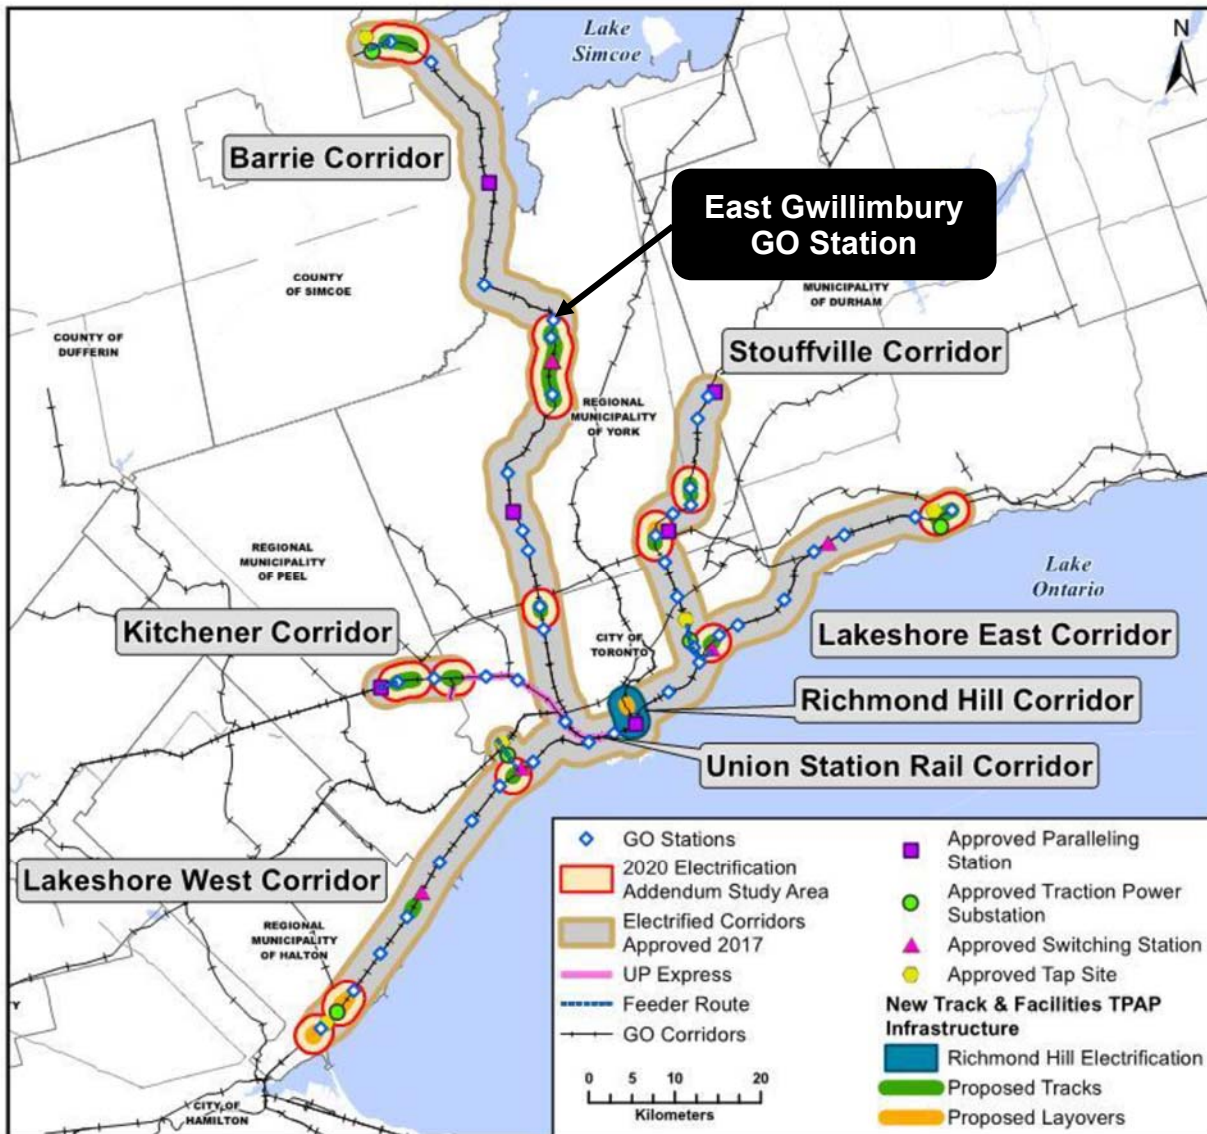 Lake
Simcoe
N
Barrie Corridor
East Gwillimbury
GO Station
COUNTY
OF SIMCOE
MUNICIPALITY
OF DURHAM
COUNTY OF
DUFFERIN
Stouffville Corridor
REGIONAL
MUNICIPALITY
OF YORK
REGIONAL
MUNICIPALITY
OF PEEL
Lake
Ontario
Kitchener Corridor
CITY OF
TORONTO
Lakeshore East Corridor
Richmond Hill Corridor
Union Station Rail Corridor
Lakeshore West Corridor
REGIONAL
MUNICIPALITY
OF HALTON
TY
CITY OF
HAMILTON
GO Stations
2020 Electrification
Addendum Study Area
Electrified Corridors
Approved 2017
UP Express
Feeder Route
GO Corridors
0 5 10 20
Kilometers
Approved Paralleling
Station
Approved Traction Power
Substation
Approved Switching Station
Approved Tap Site
New Track & Facilities TPAP
Infrastructure
Richmond Hill Electrification
Proposed Tracks
Proposed Layovers